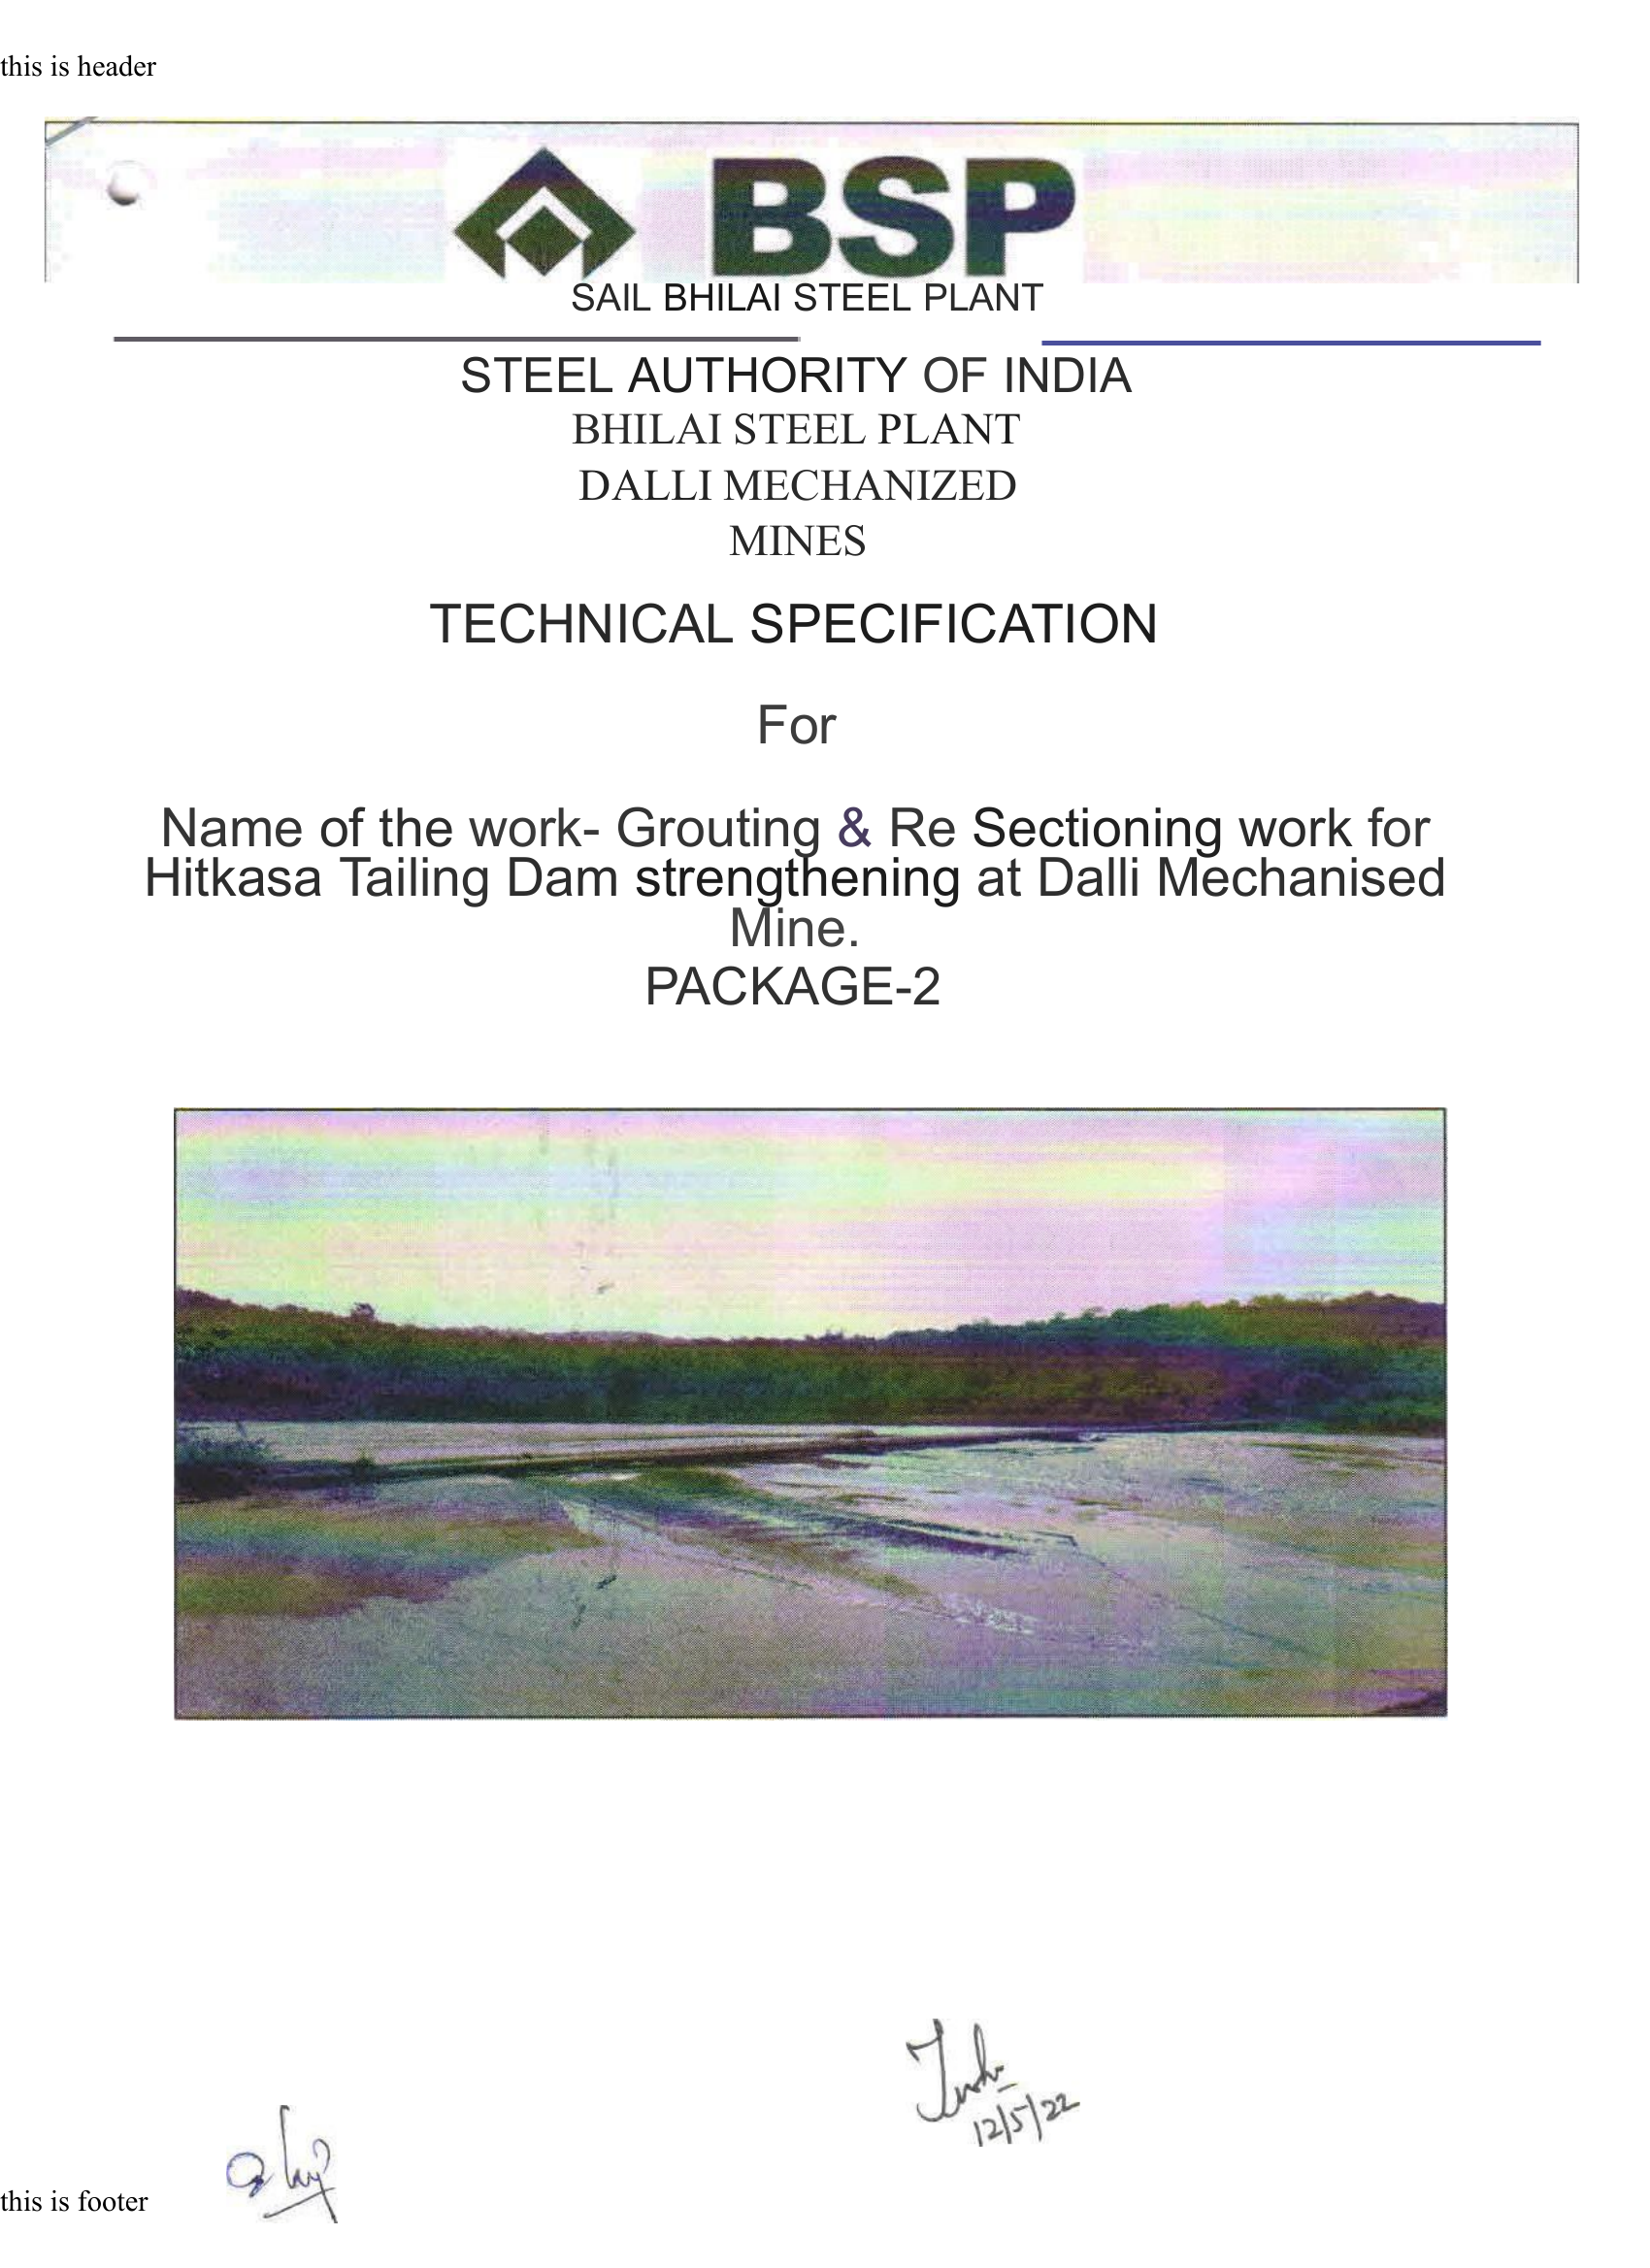 this is header
BSP
SAIL BHILAI STEEL PLANT
STEEL AUTHORITY OF INDIA
BHILAI STEEL PLANT
DALLI MECHANIZED
MINES
TECHNICAL SPECIFICATION
For
Name of the work- Grouting & Re Sectioning work for
Hitkasa Tailing Dam strengthening at Dalli Mechanised
Mine.
PACKAGE-2
12/5/22
this is footer